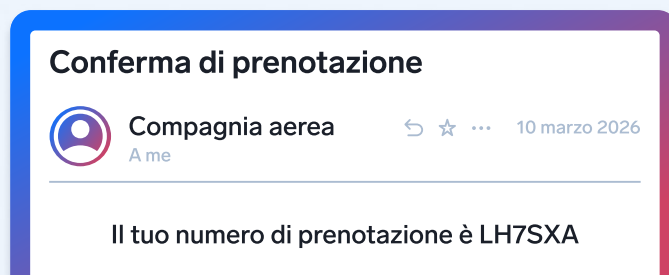 Conferma di prenotazione
Compagnia aerea
10 marzo 2026
A me
Il tuo numero di prenotazione è LH7SXA